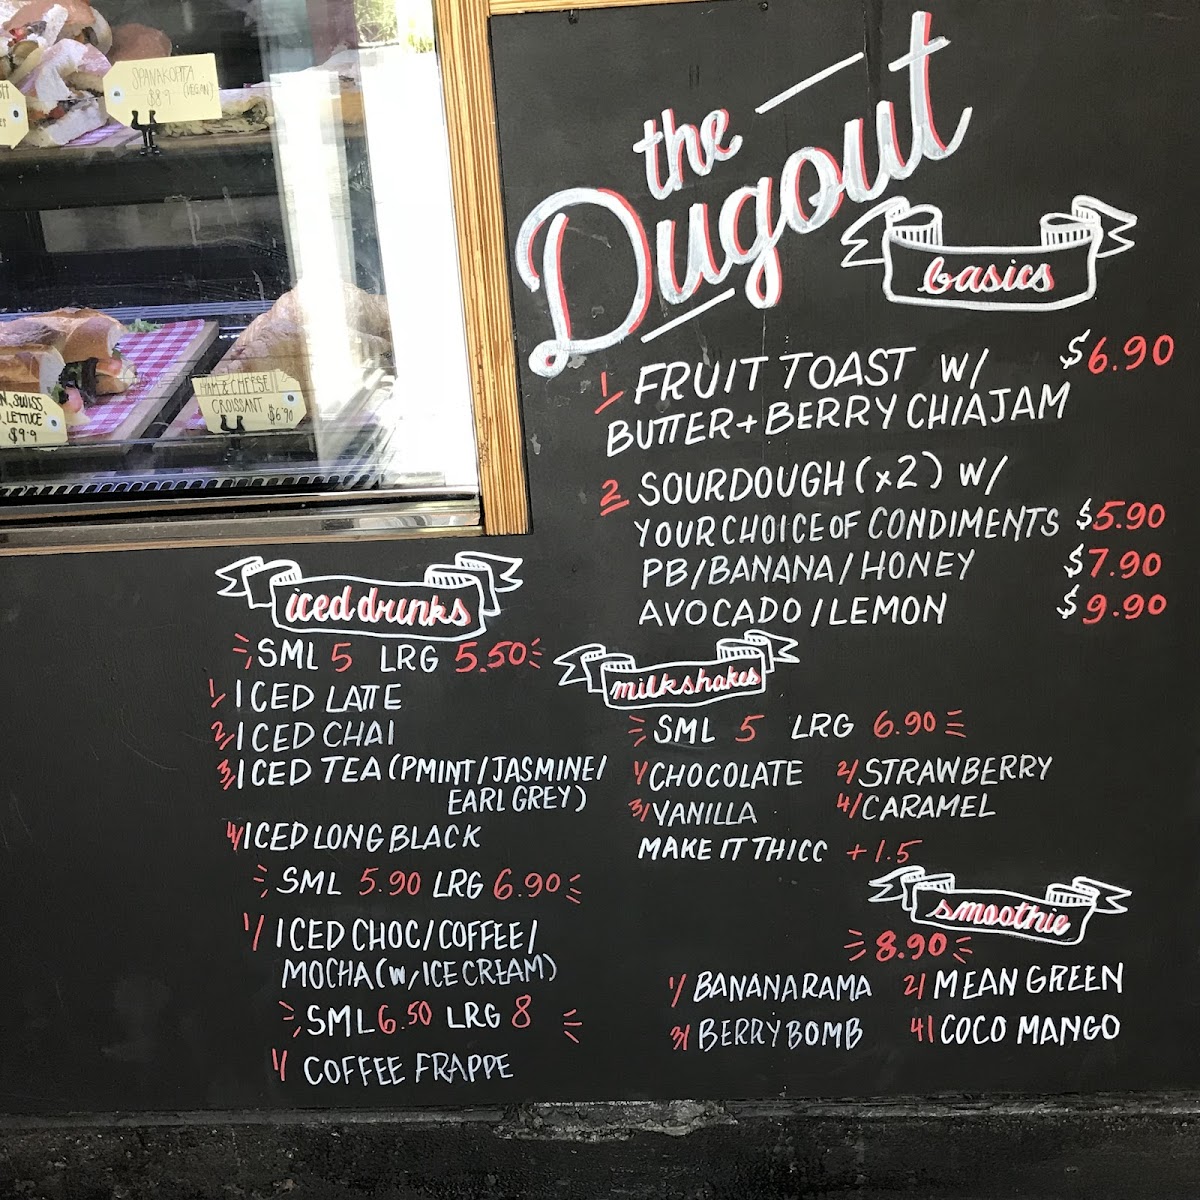 SPANAKOPITA
$8.9 (VEGAN)
HAM & CHEESE
CROISSANT $6.90
SWISS
LETTUCE
$9.9
the
Dugout
basics
1/ FRUIT TOAST W/ $6.90
BUTTER + BERRY CHIA JAM
2/ SOURDOUGH (x2) W/
YOUR CHOICE OF CONDIMENTS $5.90
PB/BANANA/HONEY $7.90
AVOCADO/LEMON $9.90
iced drinks
SML 5 LRG 5.50
1/ ICED LATTE
2/ ICED CHAI
3/ ICED TEA (PMINT/JASMINE/
EARL GREY)
4/ ICED LONG BLACK
SML 5.90 LRG 6.90
1/ ICED CHOC/COFFEE/
MOCHA (W/ICE CREAM)
SML 6.50 LRG 8
1/ COFFEE FRAPPE
milkshakes
SML 5 LRG 6.90
1/ CHOCOLATE 2/ STRAWBERRY
3/ VANILLA 4/ CARAMEL
MAKE IT THICC +1.5
smoothie
8.90
1/ BANANARAMA 2/ MEAN GREEN
3/ BERRY BOMB 4/ COCO MANGO